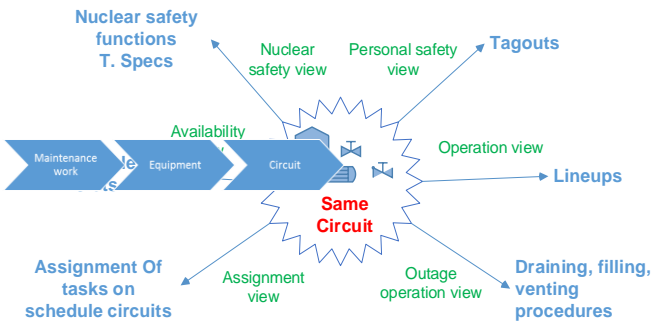 Nuclear safety
functions
T. Specs
Nuclear
safety view
Personal safety
view
Tagouts
Availability
Maintenance
work
Equipment
Circuit
Operation view
Lineups
Same
Circuit
Assignment Of
tasks on
schedule circuits
Assignment
view
Outage
operation view
Draining, filling,
venting
procedures